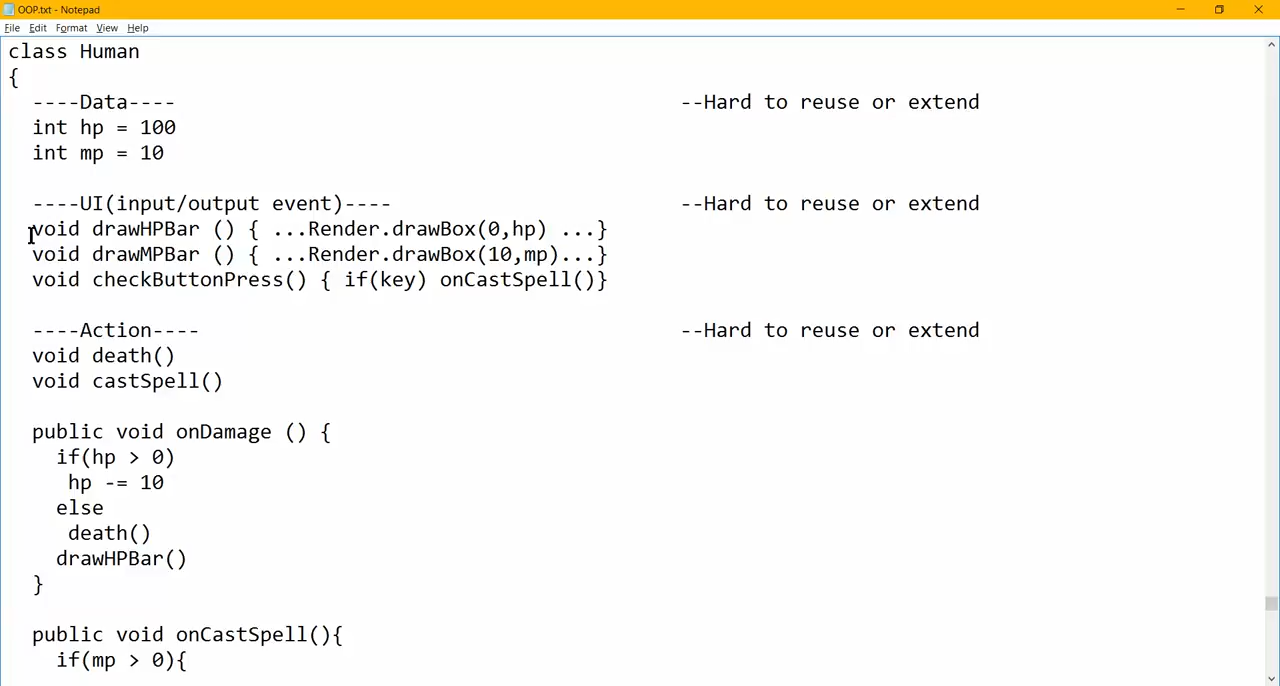 OOP.txt - Notepad
File Edit Format View Help
class Human
{
----Data---- --Hard to reuse or extend
int hp = 100
int mp = 10
----UI(input/output event)---- --Hard to reuse or extend
void drawHPBar () { ...Render.drawBox(0,hp) ...}
void drawMPBar () { ...Render.drawBox(10,mp)...}
void checkButtonPress() { if(key) onCastSpell()}
----Action---- --Hard to reuse or extend
void death()
void castSpell()
public void onDamage () {
if(hp > 0)
hp -= 10
else
death()
drawHPBar()
}
public void onCastSpell(){
if(mp > 0){